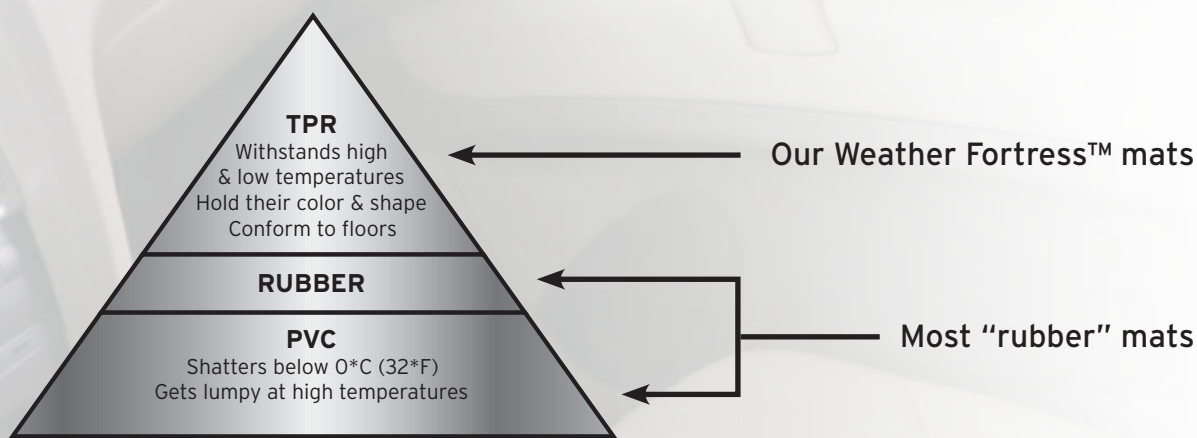 TPR
Withstands high
& low temperatures
Hold their color & shape
Conform to floors
Our Weather Fortress™ mats
RUBBER
PVC
Shatters below 0*C (32*F)
Gets lumpy at high temperatures
Most “rubber” mats